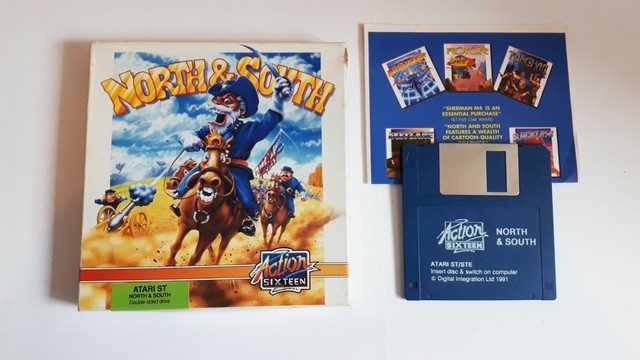 NORTH & SOUTH
Action
SIXTEEN
ATARI ST
NORTH & SOUTH
Double sided drive
"SHERMAN M4 IS AN
ESSENTIAL PURCHASE"
"NORTH AND SOUTH
FEATURES A WEALTH
OF CARTOON-QUALITY
Action
SIXTEEN
NORTH
& SOUTH
ATARI ST/STE
Insert disc & switch on computer
© Digital Integration Ltd 1991